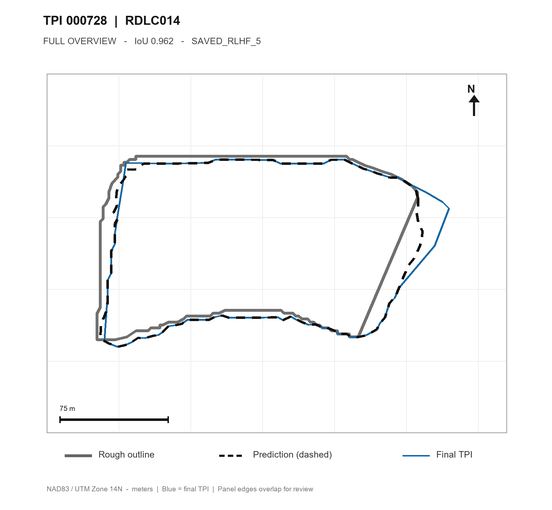 TPI 000728 | RDLC014
FULL OVERVIEW - IoU 0.962 - SAVED_RLHF_5
N
75 m
Rough outline
Prediction (dashed)
Final TPI
NAD83 / UTM Zone 14N - meters | Blue = final TPI | Panel edges overlap for review